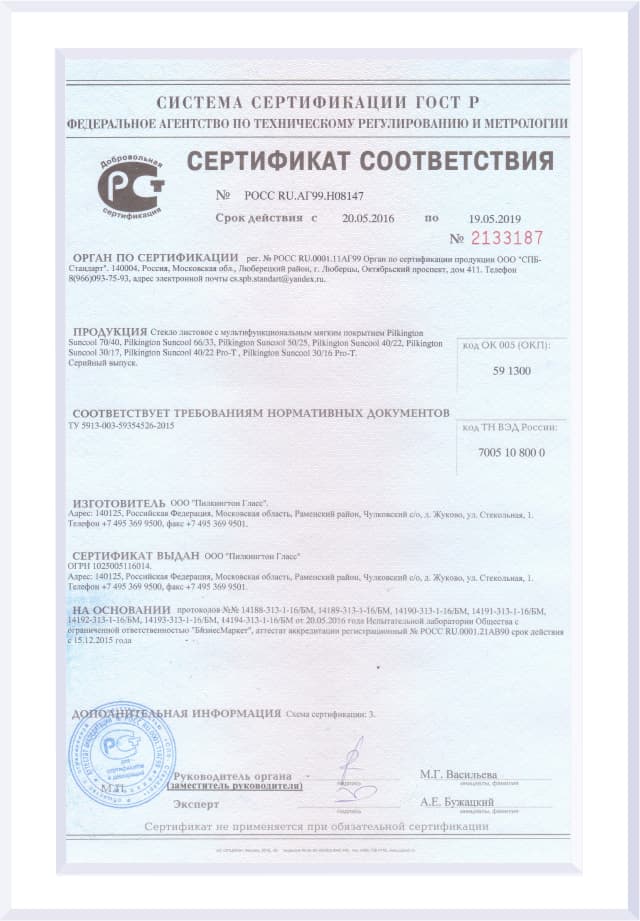 СИСТЕМА СЕРТИФИКАЦИИ ГОСТ Р
ФЕДЕРАЛЬНОЕ АГЕНТСТВО ПО ТЕХНИЧЕСКОМУ РЕГУЛИРОВАНИЮ И МЕТРОЛОГИИ
Добровольная
РСТ
сертификация
СЕРТИФИКАТ СООТВЕТСТВИЯ
№ РОСС RU.АГ99.Н08147
Срок действия с 20.05.2016 по 19.05.2019
№ 2133187
ОРГАН ПО СЕРТИФИКАЦИИ рег. № РОСС RU.0001.11АГ99 Орган по сертификации продукции ООО "СПБ-
Стандарт". 140004, Россия, Московская обл., Люберецкий район, г. Люберцы, Октябрьский проспект, дом 411. Телефон
8(966)093-75-93, адрес электронной почты cs.spb.standart@yandex.ru.
ПРОДУКЦИЯ Стекло листовое с мультифункциональным мягким покрытием Pilkington
Suncool 70/40, Pilkington Suncool 66/33, Pilkington Suncool 50/25, Pilkington Suncool 40/22, Pilkington
Suncool 30/17, Pilkington Suncool 40/22 Pro-T , Pilkington Suncool 30/16 Pro-T.
Серийный выпуск.
код ОК 005 (ОКП):
59 1300
СООТВЕТСТВУЕТ ТРЕБОВАНИЯМ НОРМАТИВНЫХ ДОКУМЕНТОВ
ТУ 5913-003-59354526-2015
код ТН ВЭД России:
7005 10 800 0
ИЗГОТОВИТЕЛЬ ООО "Пилкингтон Гласс".
Адрес: 140125, Российская Федерация, Московская область, Раменский район, Чулковский с/о, д. Жуково, ул. Стекольная, 1.
Телефон +7 495 369 9500, факс +7 495 369 9501.
СЕРТИФИКАТ ВЫДАН ООО "Пилкингтон Гласс"
ОГРН 1025005116014.
Адрес: 140125, Российская Федерация, Московская область, Раменский район, Чулковский с/о, д. Жуково, ул. Стекольная, 1.
Телефон +7 495 369 9500, факс +7 495 369 9501.
НА ОСНОВАНИИ протоколов №№ 14188-313-1-16/БМ, 14189-313-1-16/БМ, 14190-313-1-16/БМ, 14191-313-1-16/БМ,
14192-313-1-16/БМ, 14193-313-1-16/БМ, 14194-313-1-16/БМ от 20.05.2016 года Испытательной лаборатории Общества с
ограниченной ответственностью "БизнесМаркет", аттестат аккредитации регистрационный № РОСС RU.0001.21АВ90 срок действия
с 15.12.2015 года
ДОПОЛНИТЕЛЬНАЯ ИНФОРМАЦИЯ Схема сертификации: 3.
М.П.
Руководитель органа
(заместитель руководителя)
подпись
М.Г. Васильева
инициалы, фамилия
Эксперт
подпись
А.Е. Бужацкий
инициалы, фамилия
Сертификат не применяется при обязательной сертификации